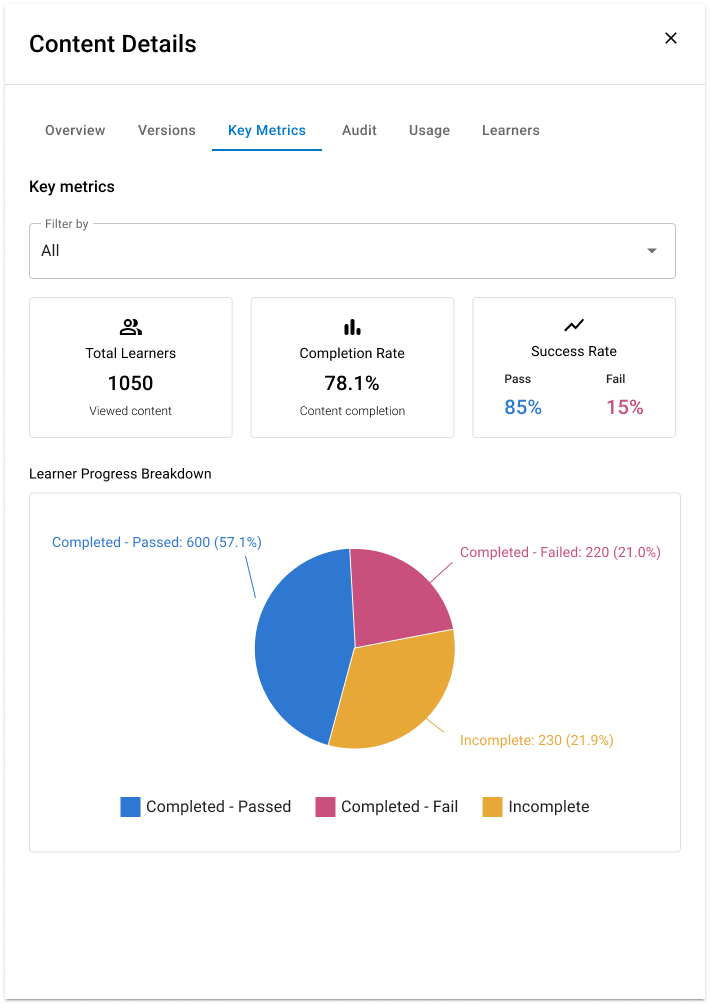 Content Details
Overview Versions Key Metrics Audit Usage Learners
Key metrics
Filter by
All
Total Learners
1050
Viewed content
Completion Rate
78.1%
Content completion
Success Rate
Pass Fail
85% 15%
Learner Progress Breakdown
Completed - Passed: 600 (57.1%)
Completed - Failed: 220 (21.0%)
Incomplete: 230 (21.9%)
Completed - Passed Completed - Fail Incomplete